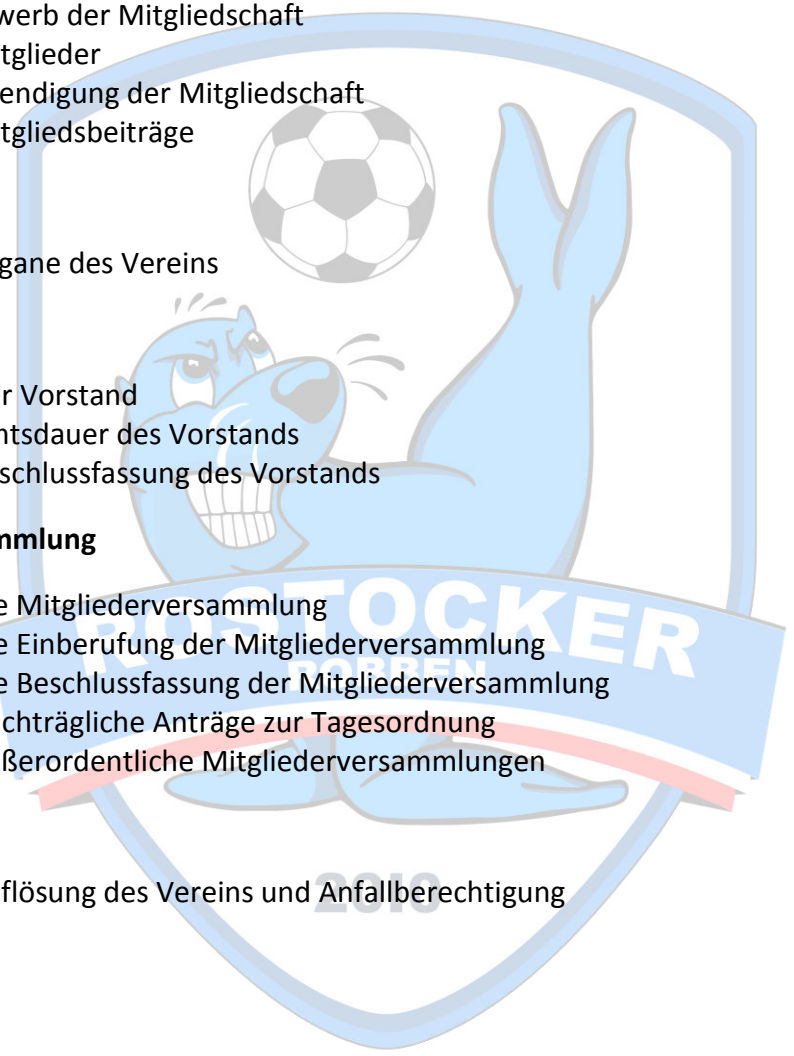 werb der Mitgliedschaft
tglieder
endigung der Mitgliedschaft
tgliedsbeiträge
gane des Vereins
r Vorstand
ntsdauer des Vorstands
schlussfassung des Vorstands
mmlung
e Mitgliederversammlung
e Einberufung der Mitgliederversammlung
e Beschlussfassung der Mitgliederversammlung
chträgliche Anträge zur Tagesordnung
ßerordentliche Mitgliederversammlungen
ROSTOCKER
ROBBEN
flösung des Vereins und Anfallberechtigung
2010